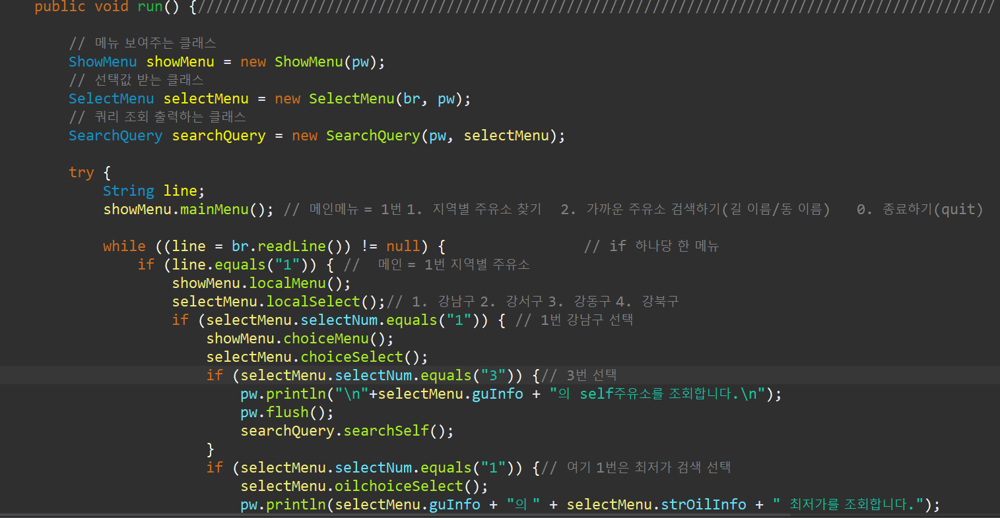 public void run() {/////////////////////////////////////////////////////////////////////////////////////////////
// 메뉴 보여주는 클래스
ShowMenu showMenu = new ShowMenu(pw);
// 선택값 받는 클래스
SelectMenu selectMenu = new SelectMenu(br, pw);
// 쿼리 조회 출력하는 클래스
SearchQuery searchQuery = new SearchQuery(pw, selectMenu);
try {
String line;
showMenu.mainMenu(); // 메인메뉴 = 1번 1. 지역별 주유소 찾기 2. 가까운 주유소 검색하기(길 이름/동 이름) 0. 종료하기(quit)
while ((line = br.readLine()) != null) { // if 하나당 한 메뉴
if (line.equals("1")) { // 메인 = 1번 지역별 주유소
showMenu.localMenu();
selectMenu.localSelect();// 1. 강남구 2. 강서구 3. 강동구 4. 강북구
if (selectMenu.selectNum.equals("1")) { // 1번 강남구 선택
showMenu.choiceMenu();
selectMenu.choiceSelect();
if (selectMenu.selectNum.equals("3")) {// 3번 선택
pw.println("\n"+selectMenu.guInfo + "의 self주유소를 조회합니다.\n");
pw.flush();
searchQuery.searchSelf();
}
if (selectMenu.selectNum.equals("1")) {// 여기 1번은 최저가 검색 선택
selectMenu.oilchoiceSelect();
pw.println(selectMenu.guInfo + "의 " + selectMenu.strOilInfo + " 최저가를 조회합니다.");